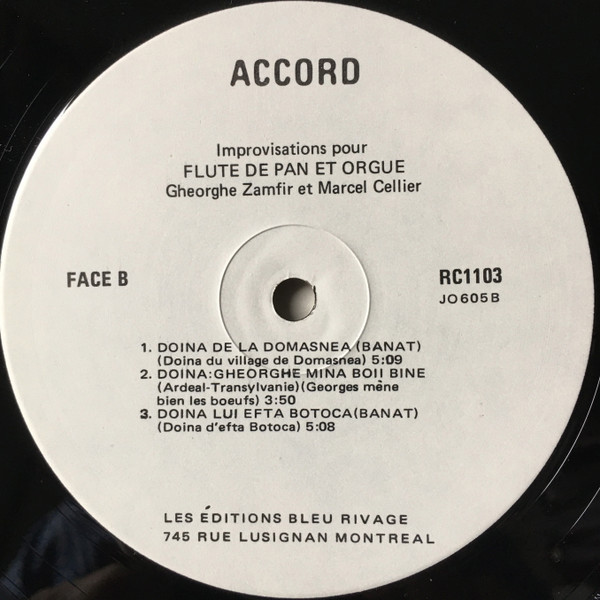 ACCORD
Improvisations pour
FLUTE DE PAN ET ORGUE
Gheorghe Zamfir et Marcel Cellier
FACE B
RC1103
JO605B
1. DOINA DE LA DOMASNEA (BANAT)
(Doina du village de Domasnea) 5:09
2. DOINA:GHEORGHE MINA BOII BINE
(Ardeal-Transylvanie)(Georges mène
bien les boeufs) 3:50
3. DOINA LUI EFTA BOTOCA(BANAT)
(Doina d'efta Botoca) 5:08
LES ÉDITIONS BLEU RIVAGE
745 RUE LUSIGNAN MONTREAL